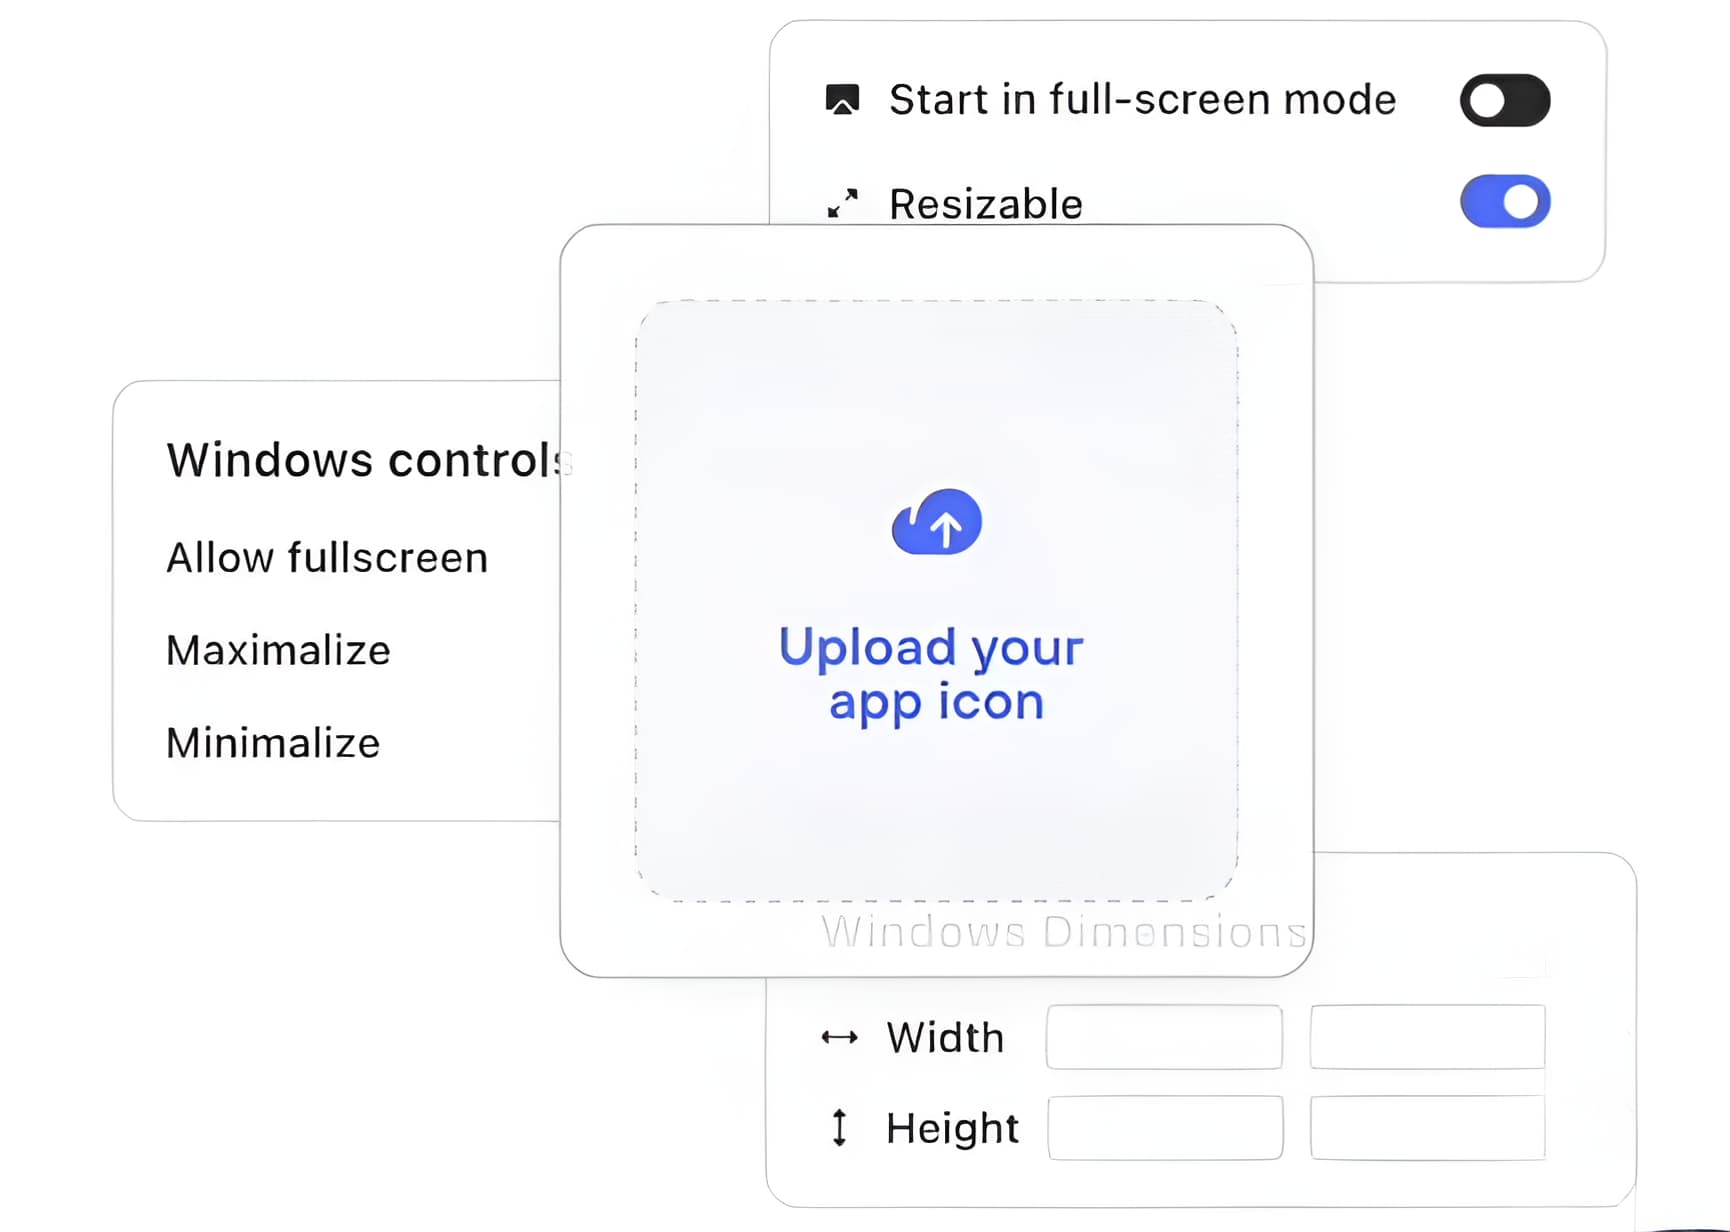 Start in full-screen mode
Resizable
Windows controls
Allow fullscreen
Maximalize
Minimalize
Upload your
app icon
Windows Dimensions
Width
Height